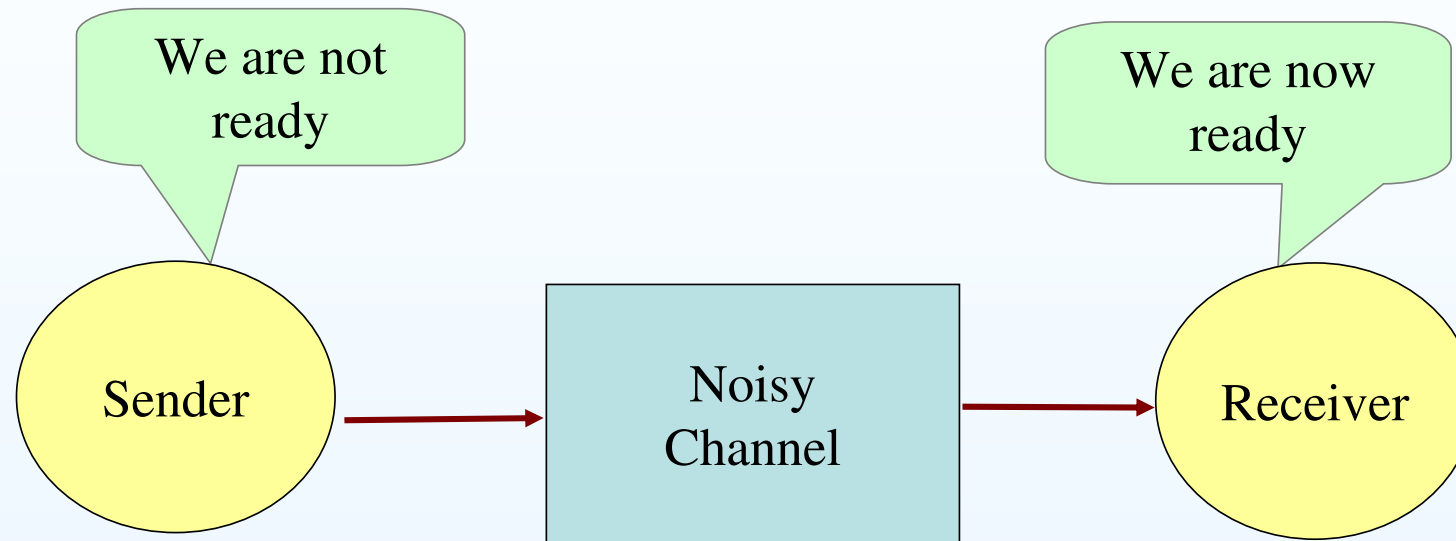 We are not
ready
We are now
ready
Sender
Noisy
Channel
Receiver